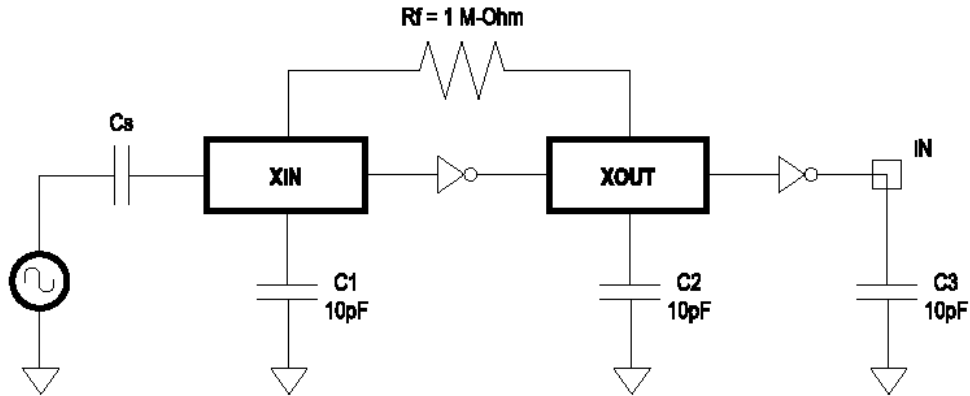 Rf = 1 M-Ohm
Cs
XIN
XOUT
IN
C1
10pF
C2
10pF
C3
10pF